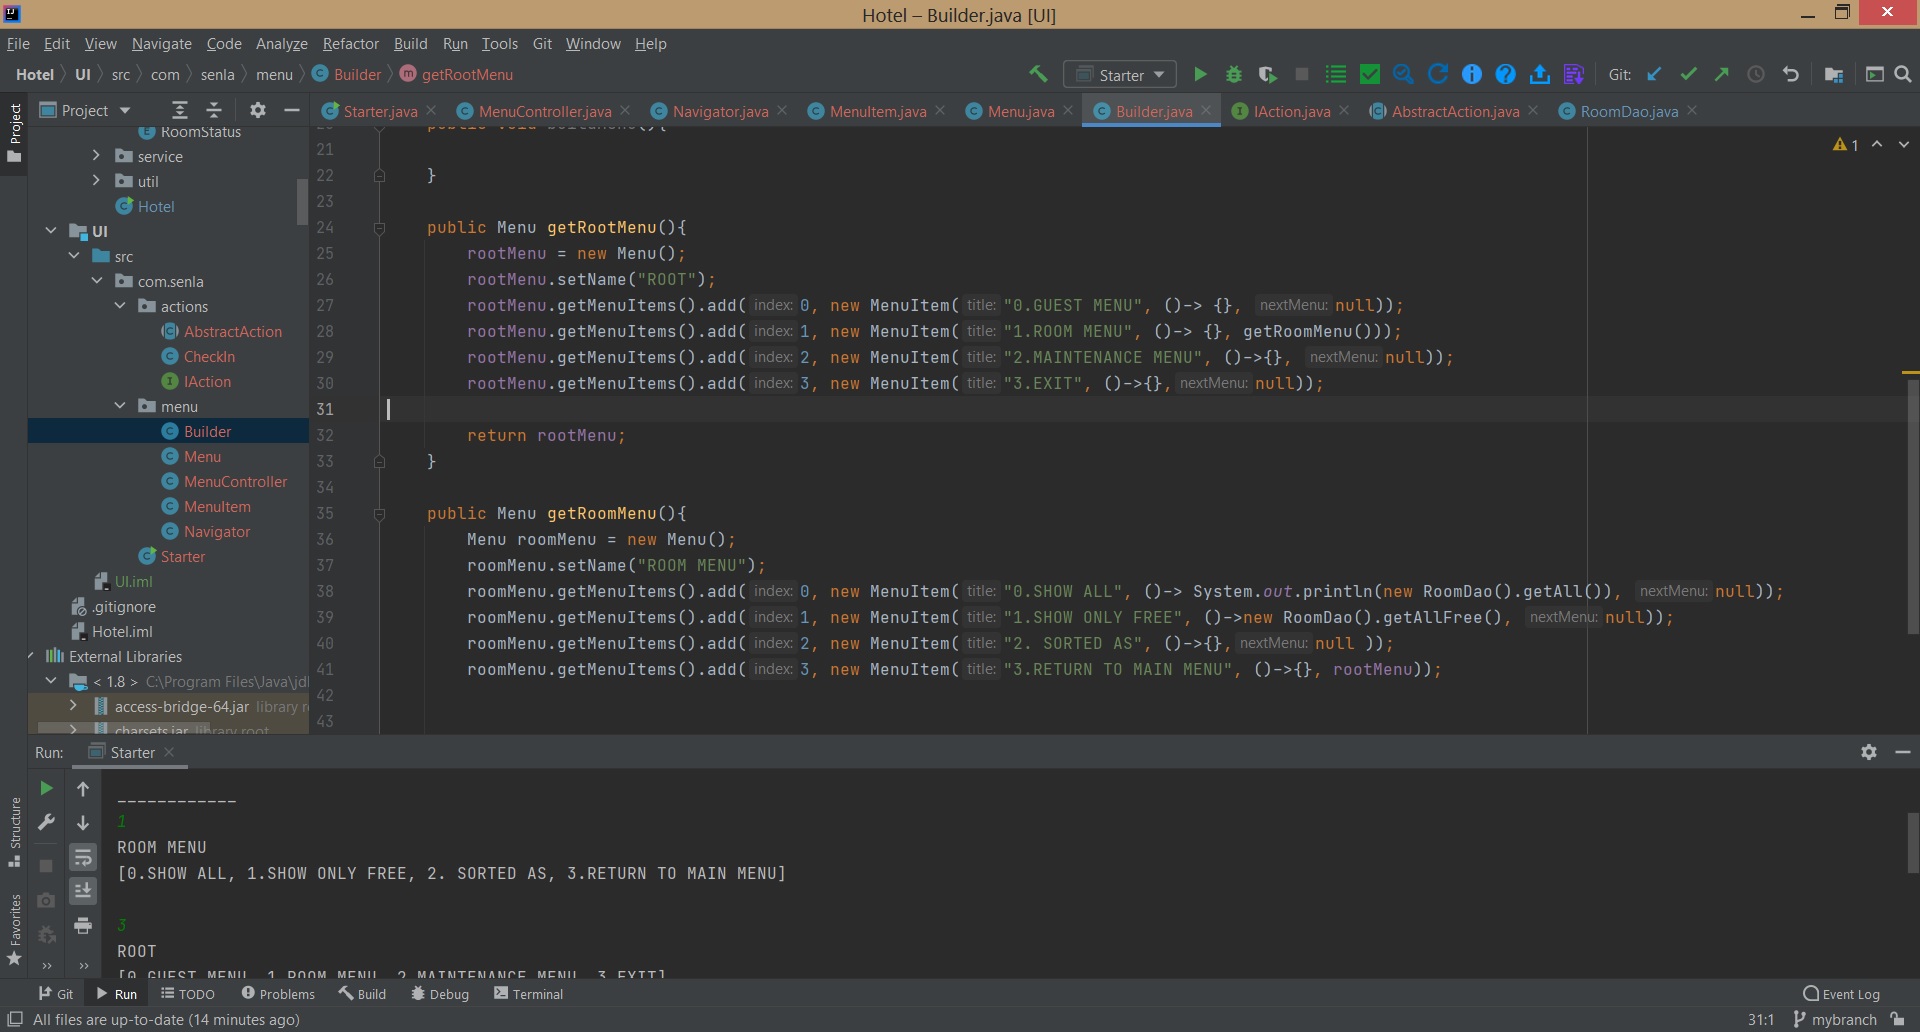 Hotel – Builder.java [UI]
File Edit View Navigate Code Analyze Refactor Build Run Tools Git Window Help
Hotel UI src com senla menu Builder getRootMenu
Starter
Git:
Project
Starter.java MenuController.java Navigator.java MenuItem.java Menu.java Builder.java IAction.java AbstractAction.java RoomDao.java
Project
RoomStatus
service
util
Hotel
UI
src
com.senla
actions
AbstractAction
CheckIn
IAction
menu
Builder
Menu
MenuController
MenuItem
Navigator
Starter
UI.iml
.gitignore
Hotel.iml
External Libraries
< 1.8 > C:\Program Files\Java\jd
access-bridge-64.jar library r
charsets.jar library root
1
21
22 }
23
24 public Menu getRootMenu(){
25 rootMenu = new Menu();
26 rootMenu.setName("ROOT");
27 rootMenu.getMenuItems().add( index: 0, new MenuItem( title: "0.GUEST MENU", ()-> {}, nextMenu: null));
28 rootMenu.getMenuItems().add( index: 1, new MenuItem( title: "1.ROOM MENU", ()-> {}, getRoomMenu()));
29 rootMenu.getMenuItems().add( index: 2, new MenuItem( title: "2.MAINTENANCE MENU", ()->{}, nextMenu: null));
30 rootMenu.getMenuItems().add( index: 3, new MenuItem( title: "3.EXIT", ()->{}, nextMenu: null));
31
32 return rootMenu;
33 }
34
35 public Menu getRoomMenu(){
36 Menu roomMenu = new Menu();
37 roomMenu.setName("ROOM MENU");
38 roomMenu.getMenuItems().add( index: 0, new MenuItem( title: "0.SHOW ALL", ()-> System.out.println(new RoomDao().getAll()), nextMenu: null));
39 roomMenu.getMenuItems().add( index: 1, new MenuItem( title: "1.SHOW ONLY FREE", ()->new RoomDao().getAllFree(), nextMenu: null));
40 roomMenu.getMenuItems().add( index: 2, new MenuItem( title: "2. SORTED AS", ()->{}, nextMenu: null ));
41 roomMenu.getMenuItems().add( index: 3, new MenuItem( title: "3.RETURN TO MAIN MENU", ()->{}, rootMenu));
42
43
Run: Starter
------------
1
ROOM MENU
[0.SHOW ALL, 1.SHOW ONLY FREE, 2. SORTED AS, 3.RETURN TO MAIN MENU]
3
ROOT
[0.GUEST MENU, 1.ROOM MENU, 2.MAINTENANCE MENU, 3.EXIT]
Structure
Favorites
Git Run TODO Problems Build Debug Terminal Event Log
All files are up-to-date (14 minutes ago) 31:1 mybranch